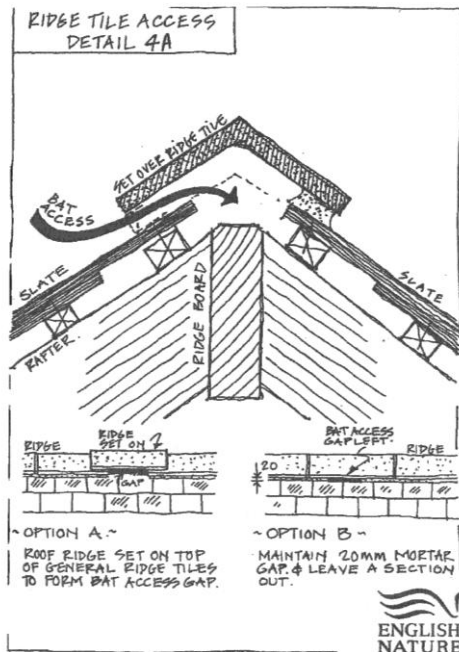 RIDGE TILE ACCESS
DETAIL 4A
SET OVER RIDGE TILE
BAT
ACCESS
SLATE
RAFTER
RIDGE BOARD
SLATE
RIDGE
RIDGE
SET ON
GAP
BAT ACCESS
GAP LEFT.
RIDGE
20
~ OPTION A. ~
ROOF RIDGE SET ON TOP
OF GENERAL RIDGE TILES
TO FORM BAT ACCESS GAP.
~ OPTION B ~
MAINTAIN 20mm MORTAR
GAP. & LEAVE A SECTION
OUT.
ENGLISH
NATURE